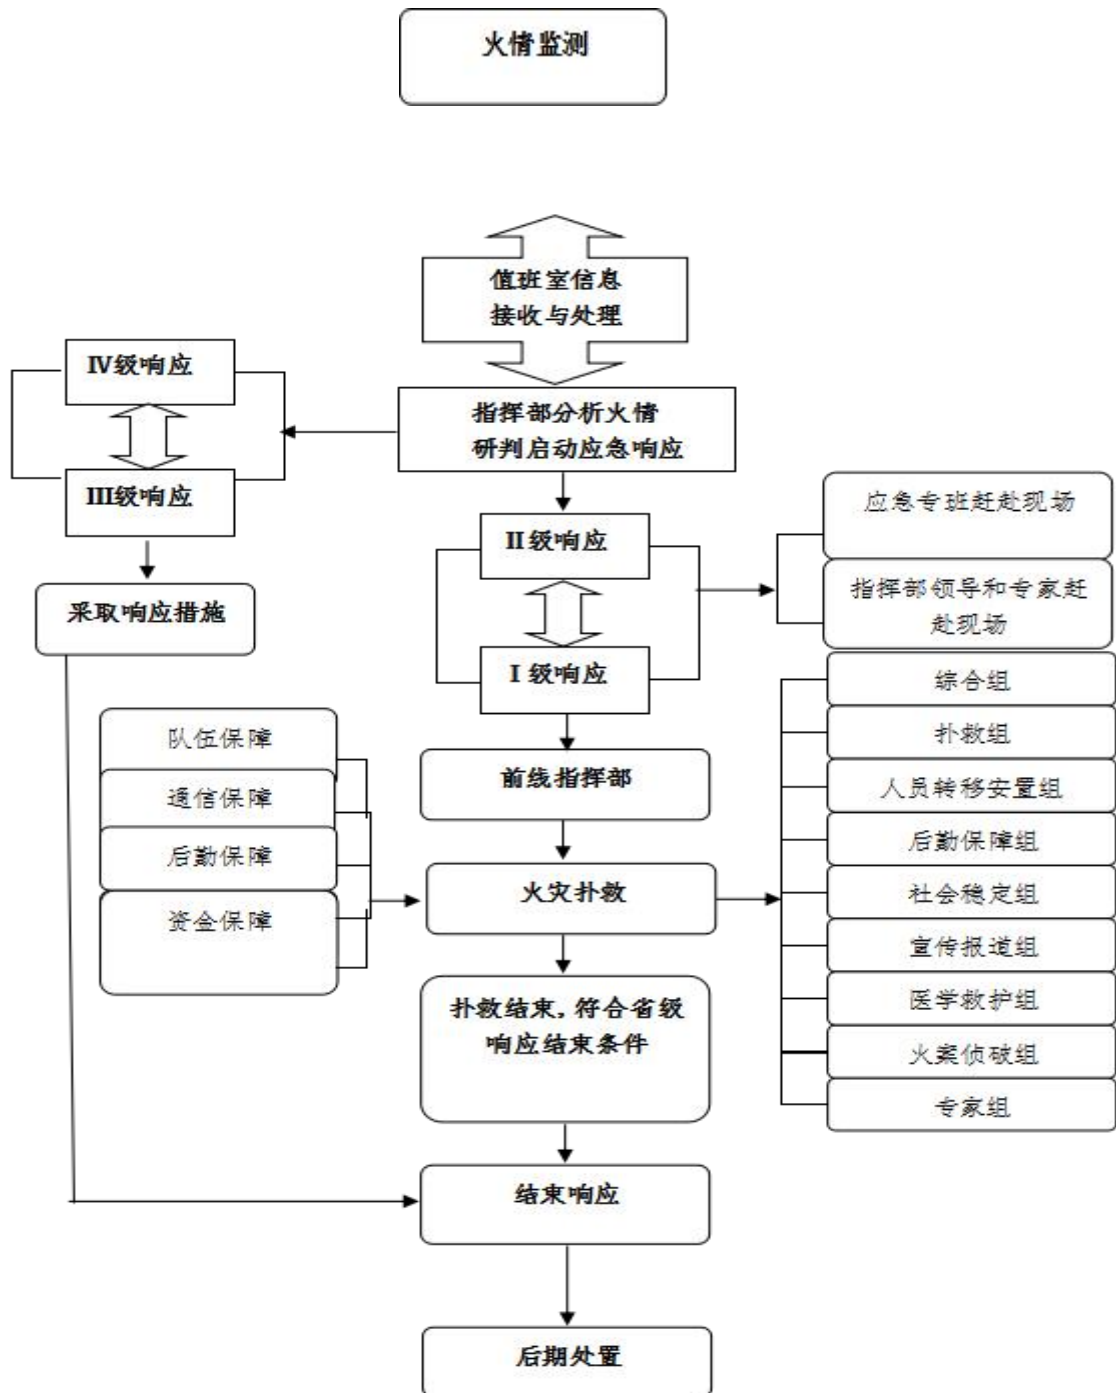 火情监测
值班室信息
接收与处理
IV级响应
指挥部分析火情
研判启动应急响应
III级响应
II级响应
应急专班赶赴现场
指挥部领导和专家赶
赴现场
采取响应措施
I级响应
综合组
队伍保障
扑救组
前线指挥部
人员转移安置组
通信保障
后勤保障组
后勤保障
火灾扑救
社会稳定组
资金保障
宣传报道组
扑救结束,符合省级
响应结束条件
医学救护组
火案侦破组
专家组
结束响应
后期处置